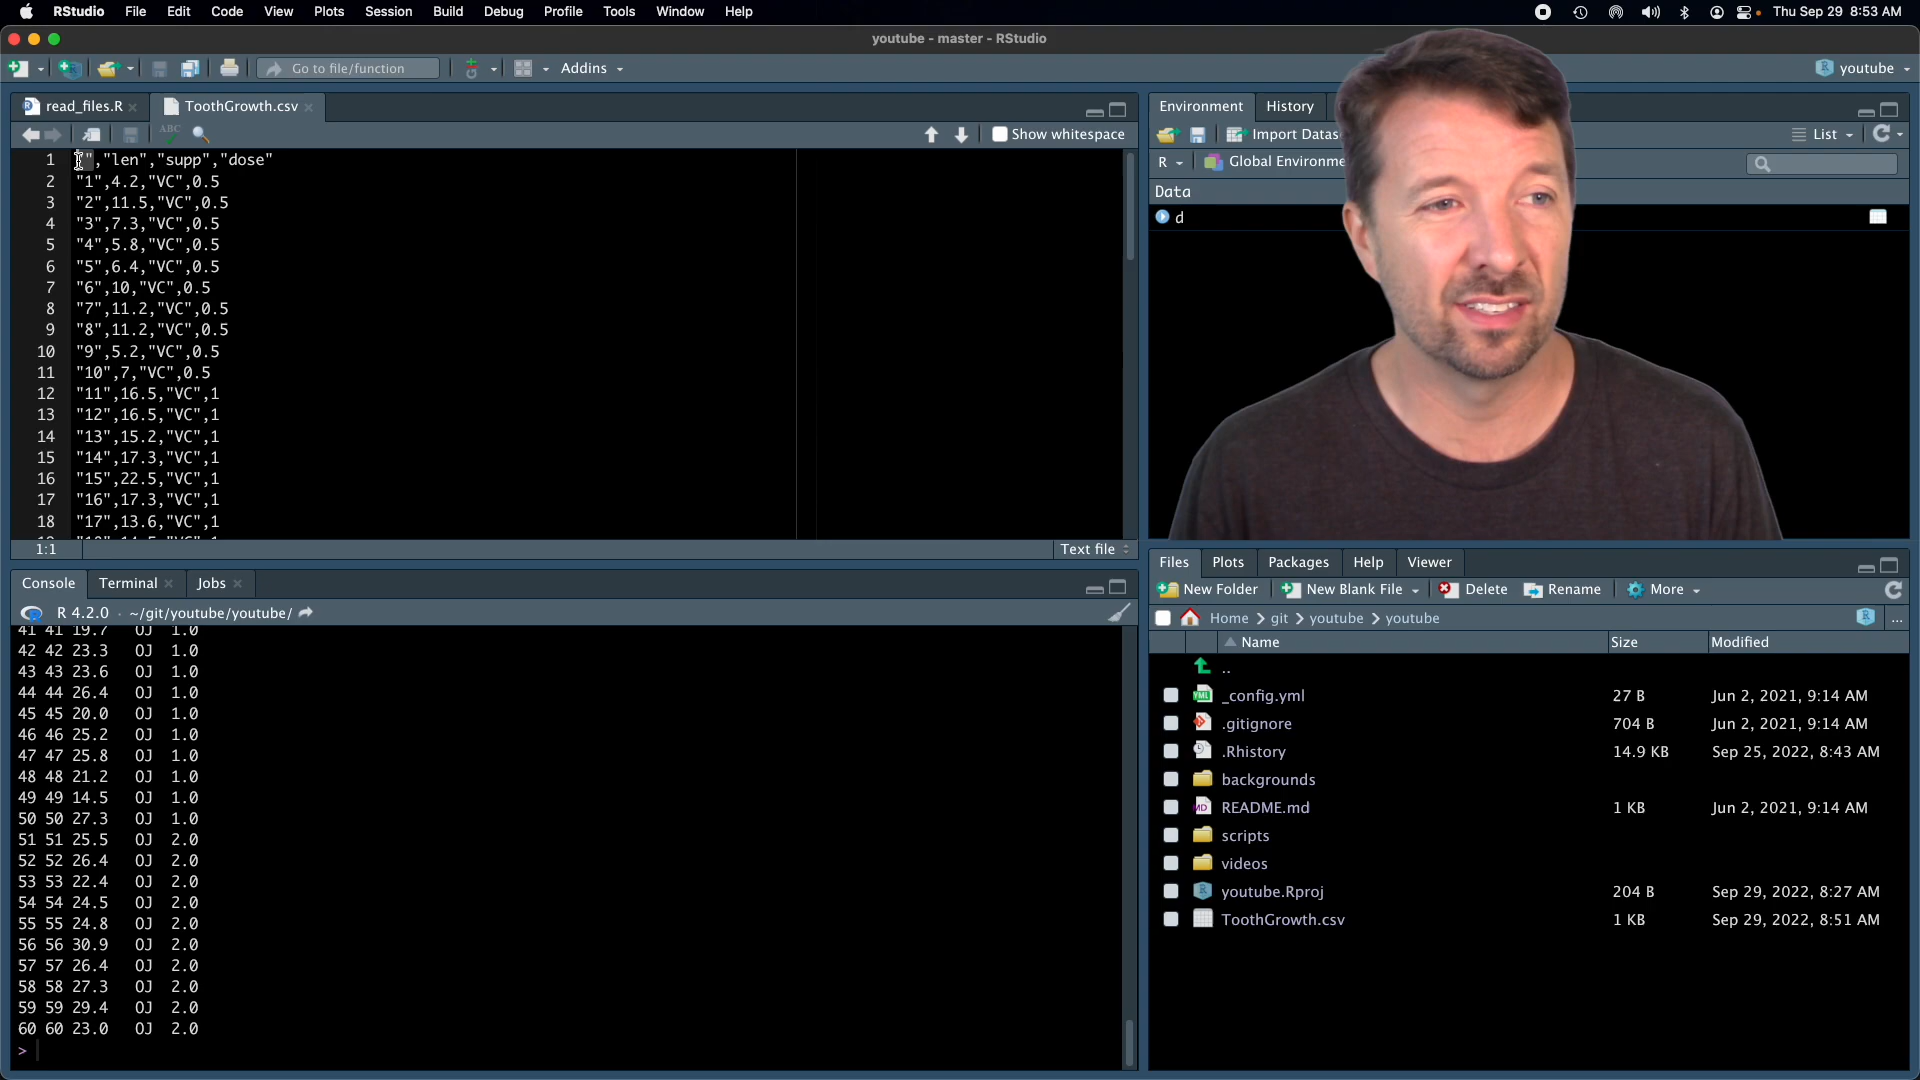 RStudio File Edit Code View Plots Session Build Debug Profile Tools Window Help Thu Sep 29 8:53 AM
youtube - master - RStudio
Go to file/function Addins youtube
read_files.R ToothGrowth.csv
ABC Show whitespace
1 "","len","supp","dose"
2 "1",4.2,"VC",0.5
3 "2",11.5,"VC",0.5
4 "3",7.3,"VC",0.5
5 "4",5.8,"VC",0.5
6 "5",6.4,"VC",0.5
7 "6",10,"VC",0.5
8 "7",11.2,"VC",0.5
9 "8",11.2,"VC",0.5
10 "9",5.2,"VC",0.5
11 "10",7,"VC",0.5
12 "11",16.5,"VC",1
13 "12",16.5,"VC",1
14 "13",15.2,"VC",1
15 "14",17.3,"VC",1
16 "15",22.5,"VC",1
17 "16",17.3,"VC",1
18 "17",13.6,"VC",1
1:1 Text file
Environment History
Import Datas List
R Global Environme
Data
d
Console Terminal Jobs
R 4.2.0 · ~/git/youtube/youtube/
41 41 19.7 OJ 1.0
42 42 23.3 OJ 1.0
43 43 23.6 OJ 1.0
44 44 26.4 OJ 1.0
45 45 20.0 OJ 1.0
46 46 25.2 OJ 1.0
47 47 25.8 OJ 1.0
48 48 21.2 OJ 1.0
49 49 14.5 OJ 1.0
50 50 27.3 OJ 1.0
51 51 25.5 OJ 2.0
52 52 26.4 OJ 2.0
53 53 22.4 OJ 2.0
54 54 24.5 OJ 2.0
55 55 24.8 OJ 2.0
56 56 30.9 OJ 2.0
57 57 26.4 OJ 2.0
58 58 27.3 OJ 2.0
59 59 29.4 OJ 2.0
60 60 23.0 OJ 2.0
>
Files Plots Packages Help Viewer
New Folder New Blank File Delete Rename More
Home > git > youtube > youtube ...
Name Size Modified
..
_config.yml 27 B Jun 2, 2021, 9:14 AM
.gitignore 704 B Jun 2, 2021, 9:14 AM
.Rhistory 14.9 KB Sep 25, 2022, 8:43 AM
backgrounds
README.md 1 KB Jun 2, 2021, 9:14 AM
scripts
videos
youtube.Rproj 204 B Sep 29, 2022, 8:27 AM
ToothGrowth.csv 1 KB Sep 29, 2022, 8:51 AM